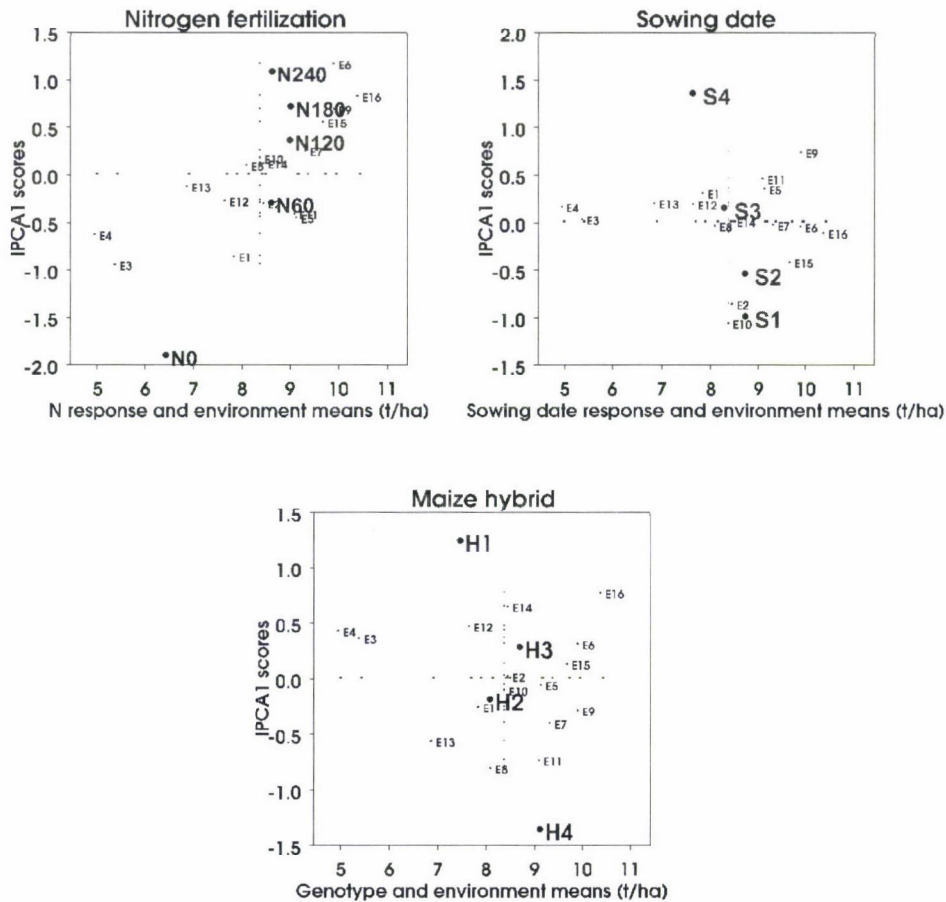 Nitrogen fertilization
1.5
1.0
0.5
0.0
-0.5
-1.0
-1.5
-2.0
IPCA1 scores
N240
E6
N180
E9
E16
E15
N120
E10
E14
E7
E13
E12
N60
E5
E4
E3
E1
N0
5 6 7 8 9 10 11
N response and environment means (t/ha)
Sowing date
2.0
1.5
1.0
0.5
0.0
-0.5
-1.0
-1.5
IPCA1 scores
S4
E9
E11
E5
E1
E4
E13
E12
S3
E3
E8
E14
E7
E6
E16
E15
S2
E2
S1
E10
5 6 7 8 9 10 11
Sowing date response and environment means (t/ha)
Maize hybrid
1.5
1.0
0.5
0.0
-0.5
-1.0
-1.5
IPCA1 scores
H1
E16
E14
E12
E4
E3
H3
E6
E15
E2
E5
E10
H2
E1
E9
E7
E13
E11
E8
H4
5 6 7 8 9 10 11
Genotype and environment means (t/ha)